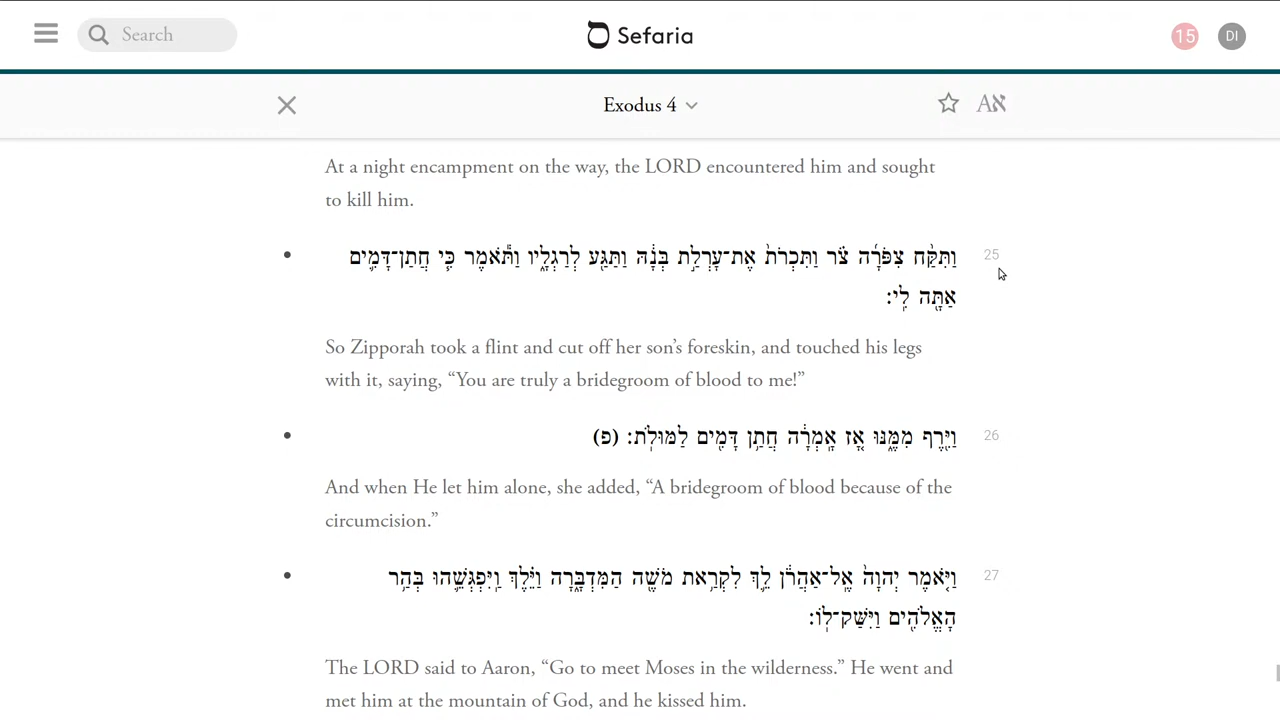 Search
Sefaria
15
DI
Exodus 4
At a night encampment on the way, the LORD encountered him and sought
to kill him.
25
וַתִּקַּ֨ח צִפֹּרָ֜ה צֹ֗ר וַתִּכְרֹת֙ אֶת־עׇרְלַ֣ת בְּנָ֔הּ וַתַּגַּ֖ע לְרַגְלָ֑יו וַתֹּ֕אמֶר כִּ֧י חֲתַן־דָּמִ֛ים
אַתָּ֖ה לִֽי׃
So Zipporah took a flint and cut off her son’s foreskin, and touched his legs
with it, saying, “You are truly a bridegroom of blood to me!”
26
וַיִּ֖רֶף מִמֶּ֑נּוּ אָ֚ז אָֽמְרָ֔ה חֲתַ֥ן דָּמִ֖ים לַמּוּלֹֽת׃ (פ)
And when He let him alone, she added, “A bridegroom of blood because of the
circumcision.”
27
וַיֹּ֤אמֶר יְהוָה֙ אֶֽל־אַהֲרֹ֔ן לֵ֛ךְ לִקְרַ֥את מֹשֶׁ֖ה הַמִּדְבָּ֑רָה וַיֵּ֗לֶךְ וַֽיִּפְגְּשֵׁ֛הוּ בְּהַ֥ר
הָאֱלֹהִ֖ים וַיִּשַּׁק־לֽוֹ׃
The LORD said to Aaron, “Go to meet Moses in the wilderness.” He went and
met him at the mountain of God, and he kissed him.